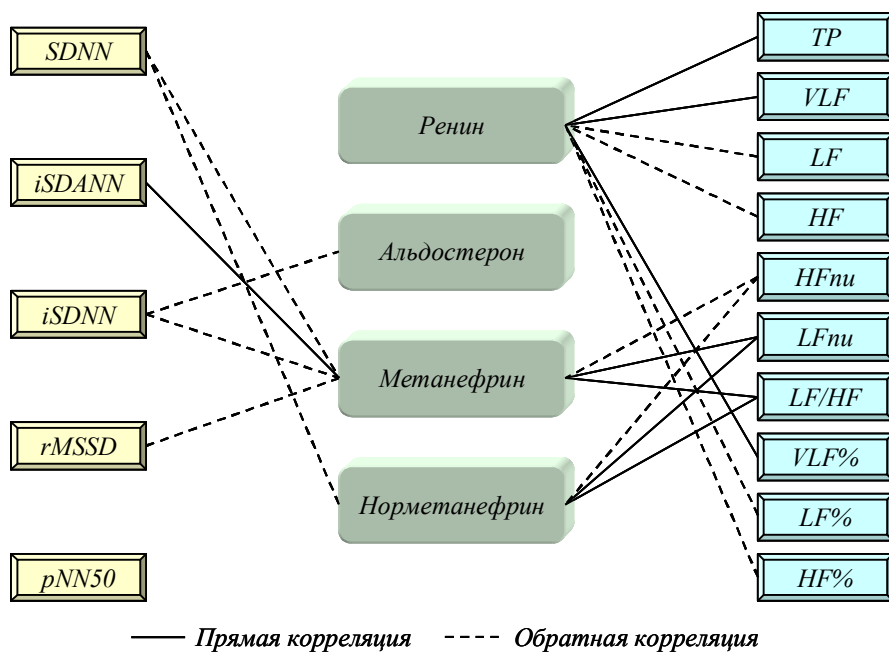 SDNN
iSDANN
iSDNN
rMSSD
pNN50
Ренин
Альдостерон
Метанефрин
Норметанефрин
TP
VLF
LF
HF
HFnu
LFnu
LF/HF
VLF%
LF%
HF%
Прямая корреляция
Обратная корреляция